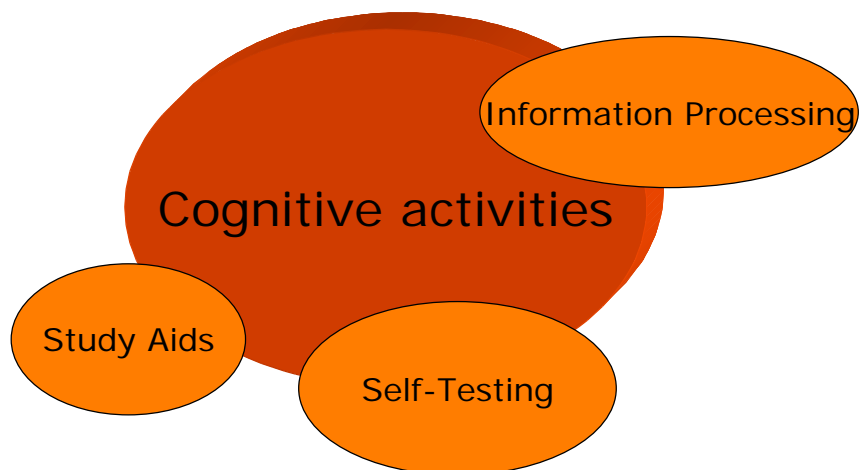 Information Processing
Cognitive activities
Study Aids
Self-Testing